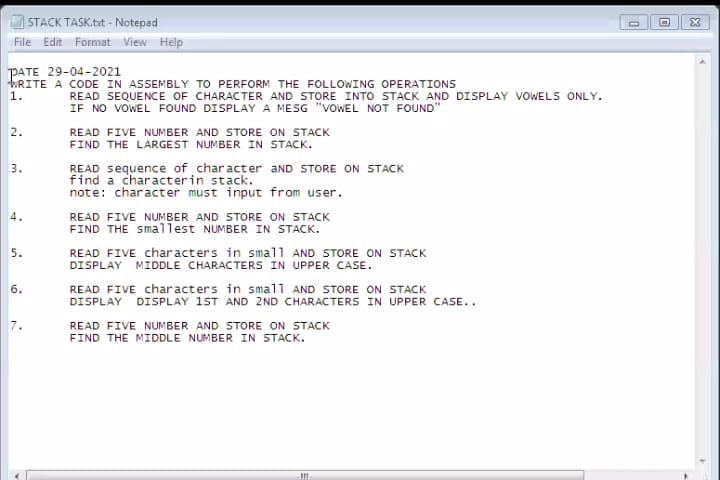 STACK TASK.txt - Notepad
File Edit Format View Help
DATE 29-04-2021
WRITE A CODE IN ASSEMBLY TO PERFORM THE FOLLOWING OPERATIONS
1. READ SEQUENCE OF CHARACTER AND STORE INTO STACK AND DISPLAY VOWELS ONLY.
IF NO VOWEL FOUND DISPLAY A MESG "VOWEL NOT FOUND"
2. READ FIVE NUMBER AND STORE ON STACK
FIND THE LARGEST NUMBER IN STACK.
3. READ sequence of character aND STORE ON STACK
find a characterin stack.
note: character must input from user.
4. READ FIVE NUMBER AND STORE ON STACK
FIND THE smallest NUMBER IN STACK.
5. READ FIVE characters in small AND STORE ON STACK
DISPLAY MIDDLE CHARACTERS IN UPPER CASE.
6. READ FIVE characters in small AND STORE ON STACK
DISPLAY DISPLAY 1ST AND 2ND CHARACTERS IN UPPER CASE..
7. READ FIVE NUMBER AND STORE ON STACK
FIND THE MIDDLE NUMBER IN STACK.